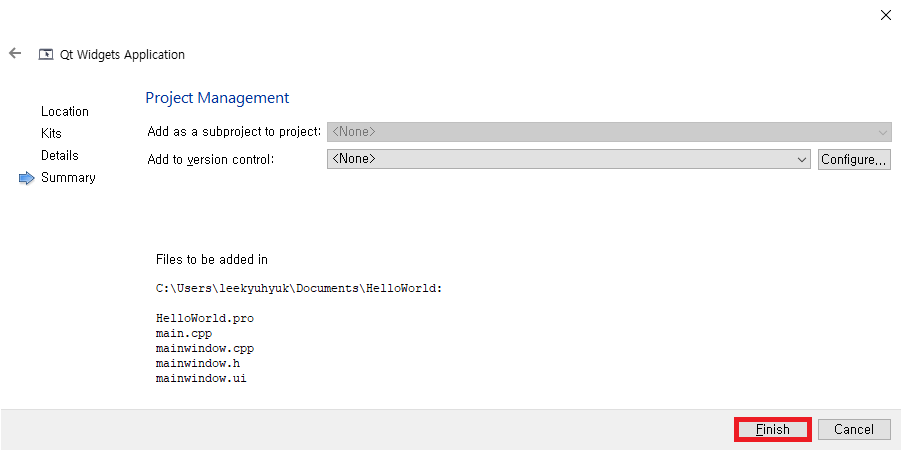 Qt Widgets Application
Project Management
Location
Kits
Details
Summary
Add as a subproject to project: <None>
Add to version control: <None> Configure...
Files to be added in
C:\Users\leekyuhyuk\Documents\HelloWorld:
HelloWorld.pro
main.cpp
mainwindow.cpp
mainwindow.h
mainwindow.ui
Finish Cancel